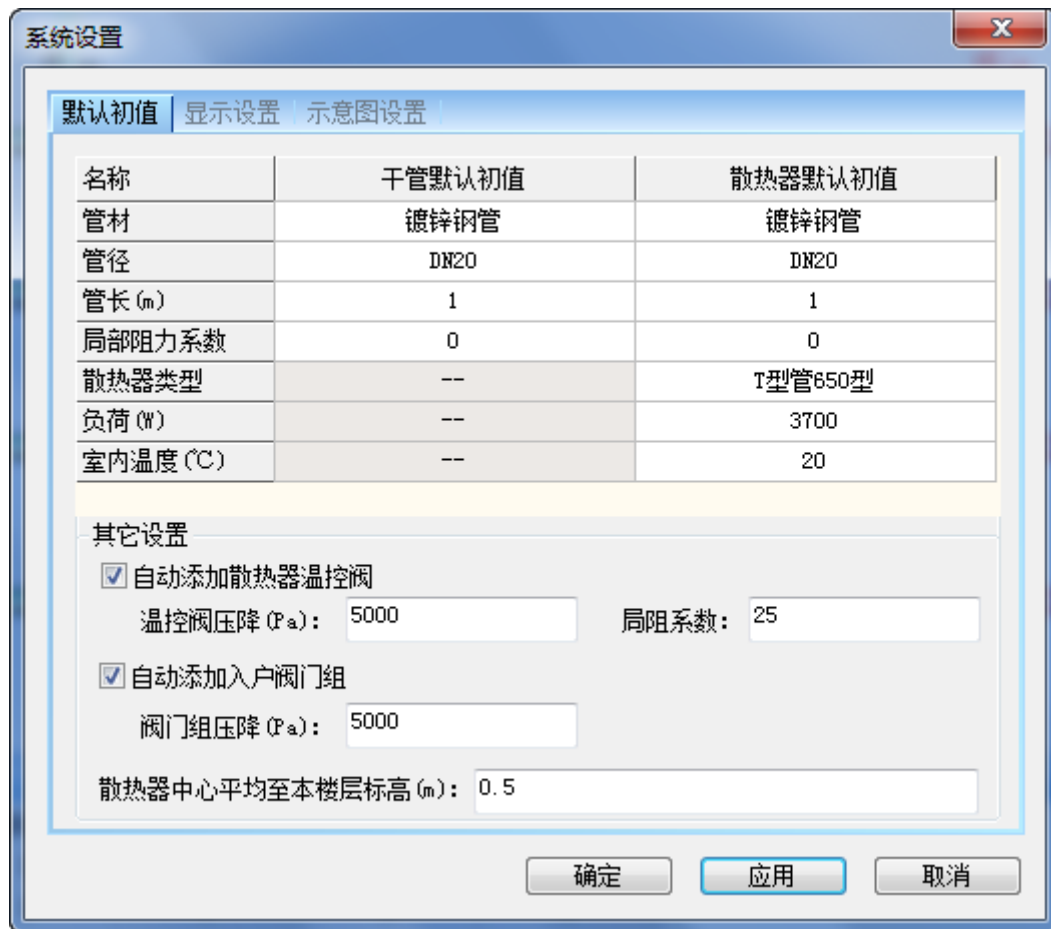 系统设置
默认初值 显示设置 示意图设置
名称 干管默认初值 散热器默认初值
管材 镀锌钢管 镀锌钢管
管径 DN20 DN20
管长(m) 1 1
局部阻力系数 0 0
散热器类型 -- T型管650型
负荷(W) -- 3700
室内温度(℃) -- 20
其它设置
自动添加散热器温控阀
温控阀压降(Pa): 5000 局阻系数: 25
自动添加入户阀门组
阀门组压降(Pa): 5000
散热器中心平均至本楼层标高(m): 0.5
确定 应用 取消